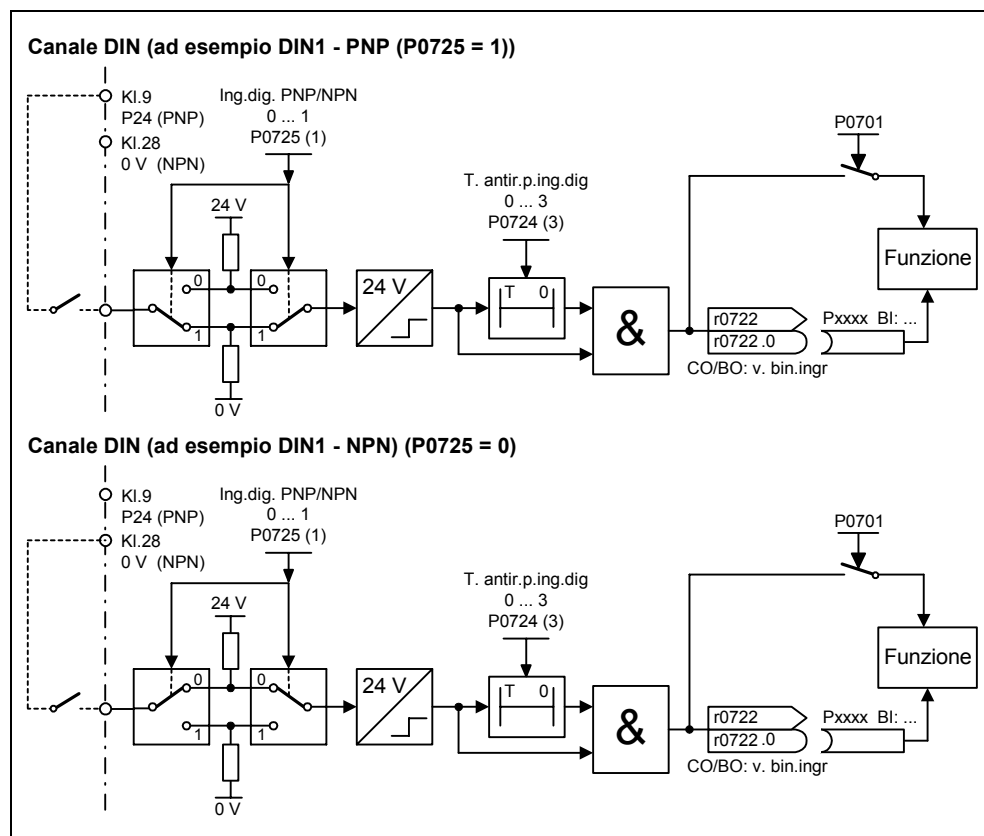 Canale DIN (ad esempio DIN1 - PNP (P0725 = 1))
Kl.9
P24 (PNP)
Kl.28
0 V (NPN)
Ing.dig. PNP/NPN
0 ... 1
P0725 (1)
P0701
T. antir.p.ing.dig
0 ... 3
P0724 (3)
24 V
0
0
1
1
0 V
24 V
T 0
&
Funzione
r0722
r0722 .0
Pxxxx BI: ...
CO/BO: v. bin.ingr
Canale DIN (ad esempio DIN1 - NPN) (P0725 = 0)
Kl.9
P24 (PNP)
Kl.28
0 V (NPN)
Ing.dig. PNP/NPN
0 ... 1
P0725 (1)
P0701
T. antir.p.ing.dig
0 ... 3
P0724 (3)
24 V
0
0
1
1
0 V
24 V
T 0
&
Funzione
r0722
r0722 .0
Pxxxx BI: ...
CO/BO: v. bin.ingr